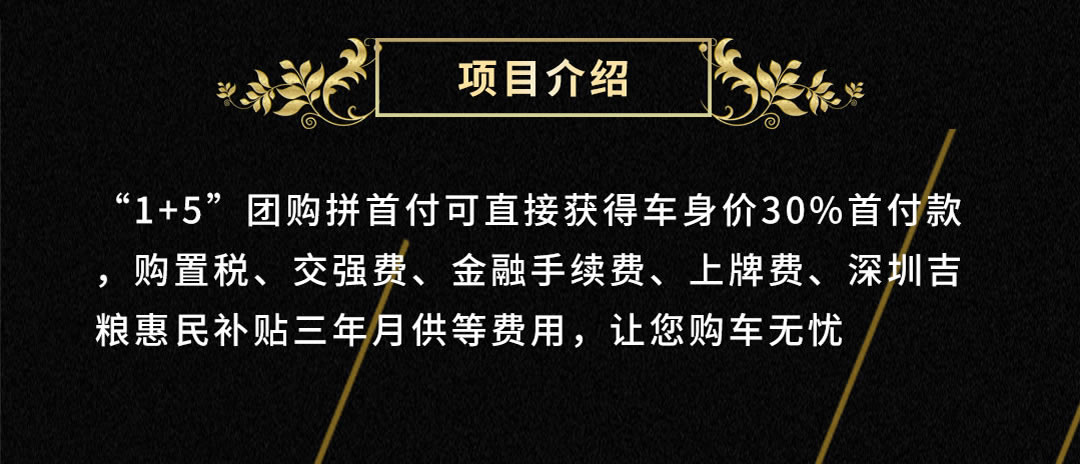 项目介绍
“1+5”团购拼首付可直接获得车身价30%首付款
，购置税、交强费、金融手续费、上牌费、深圳吉
粮惠民补贴三年月供等费用，让您购车无忧